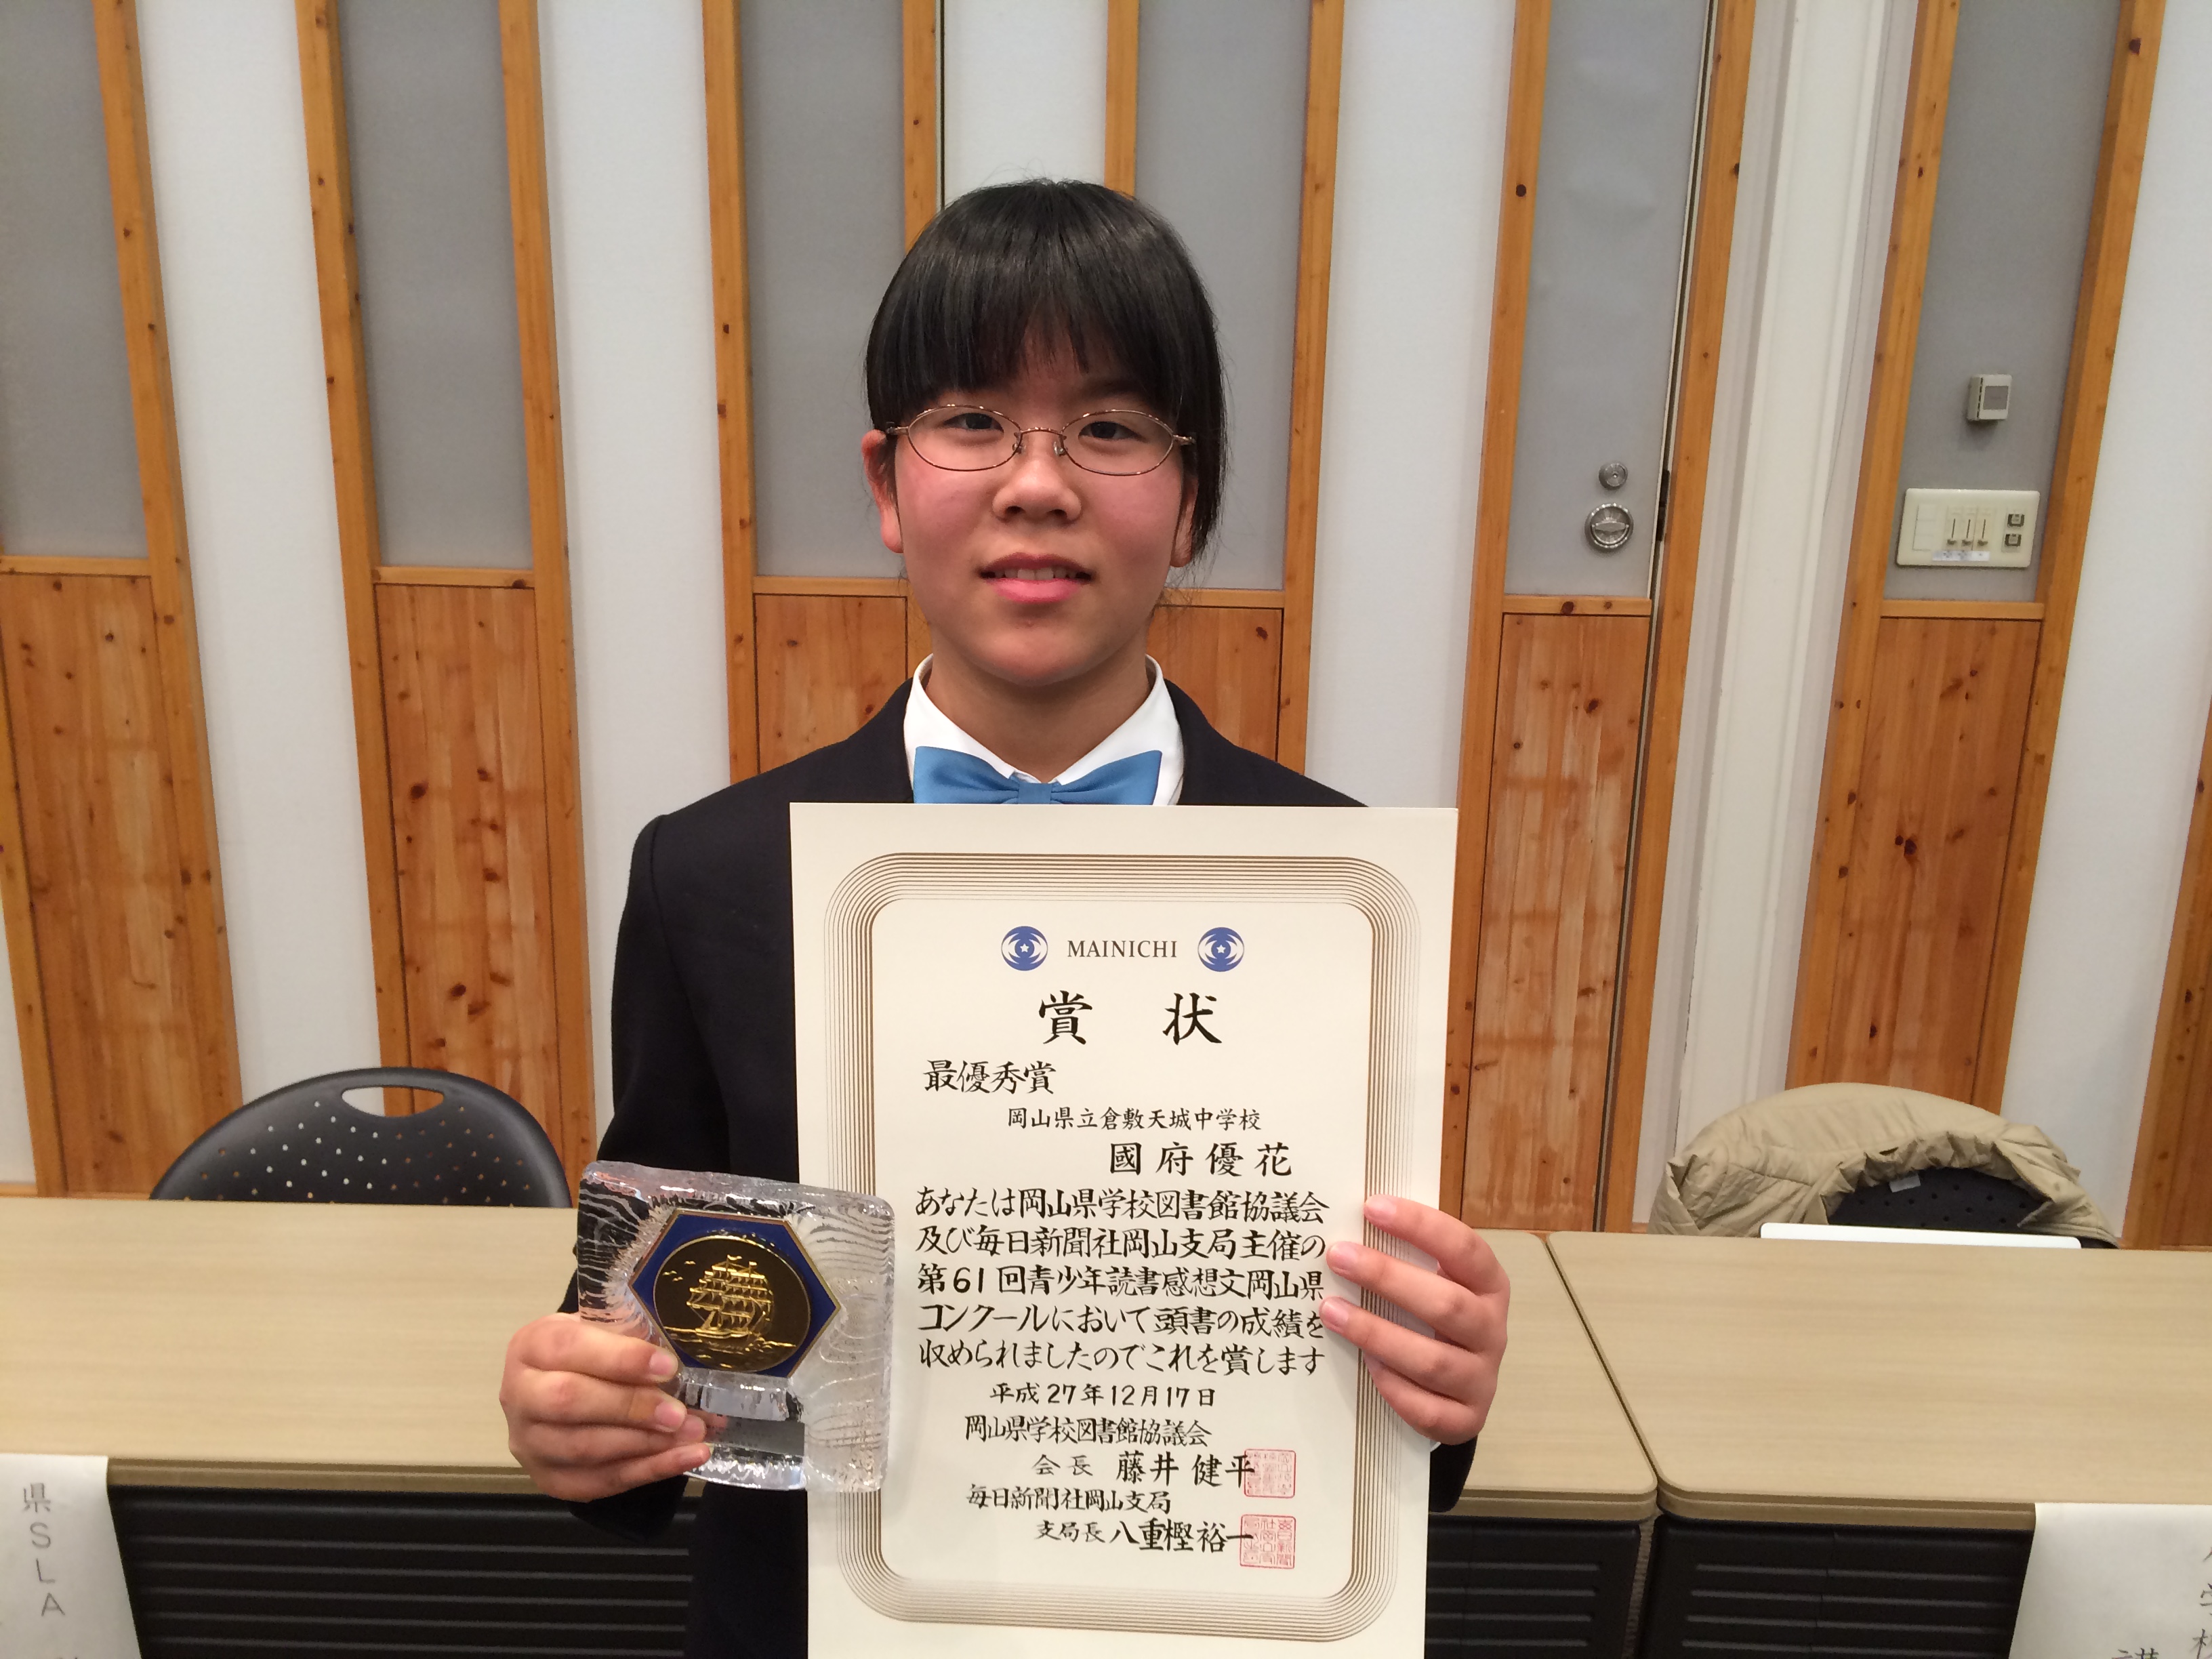 MAINICHI
賞 状
最優秀賞
岡山県立倉敷天城中学校
國府優花
あなたは岡山県学校図書館協議会
及び毎日新聞社岡山支局主催の
第61回青少年読書感想文岡山県
コンクールにおいて頭書の成績を
収められましたのでこれを賞します
平成27年12月17日
岡山県学校図書館協議会
会長 藤井健平
毎日新聞社岡山支局
支局長 八重樫裕一
県SLA